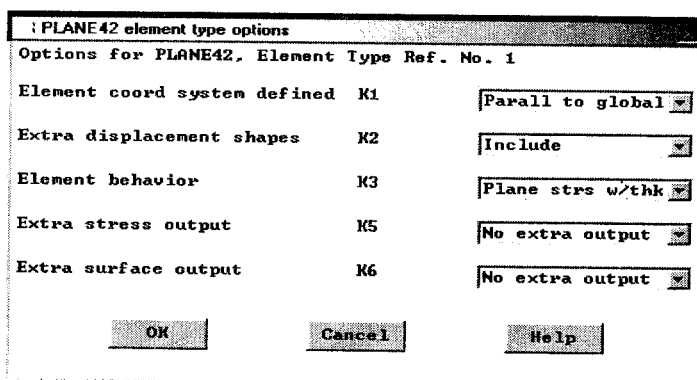 PLANE42 element type options
Options for PLANE42, Element Type Ref. No. 1
Element coord system defined K1 Parall to global
Extra displacement shapes K2 Include
Element behavior K3 Plane strs w/thk
Extra stress output K5 No extra output
Extra surface output K6 No extra output
OK Cancel Help